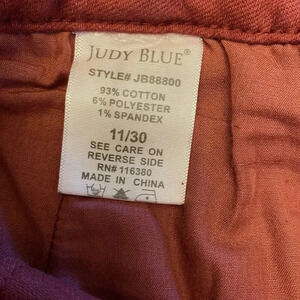 JUDY BLUE®
STYLE# JB88800
93% COTTON
6% POLYESTER
1% SPANDEX
11/30
SEE CARE ON
REVERSE SIDE
RN# 116380
MADE IN CHINA